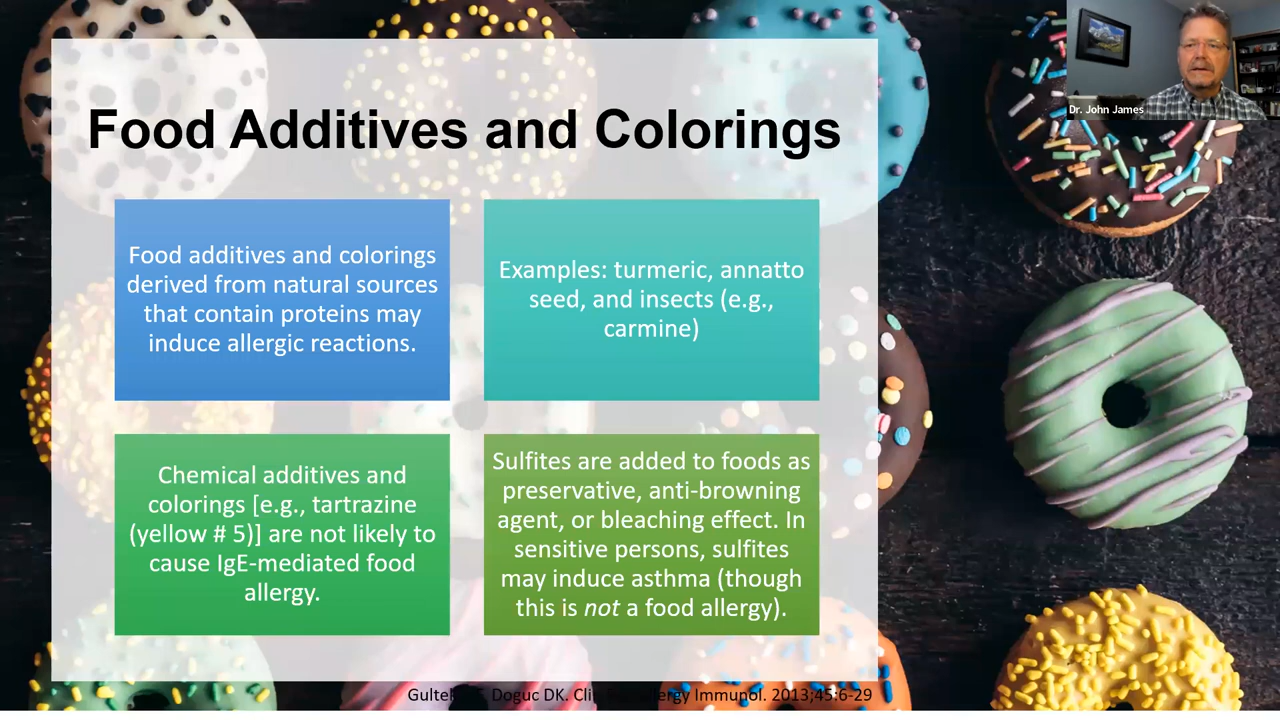 Dr. John James
Food Additives and Colorings
Food additives and colorings
derived from natural sources
that contain proteins may
induce allergic reactions.
Examples: turmeric, annatto
seed, and insects (e.g.,
carmine)
Chemical additives and
colorings [e.g., tartrazine
(yellow # 5)] are not likely to
cause IgE-mediated food
allergy.
Sulfites are added to foods as
preservative, anti-browning
agent, or bleaching effect. In
sensitive persons, sulfites
may induce asthma (though
this is not a food allergy).
Doguc DK. Immunol. 2013;45:6-29